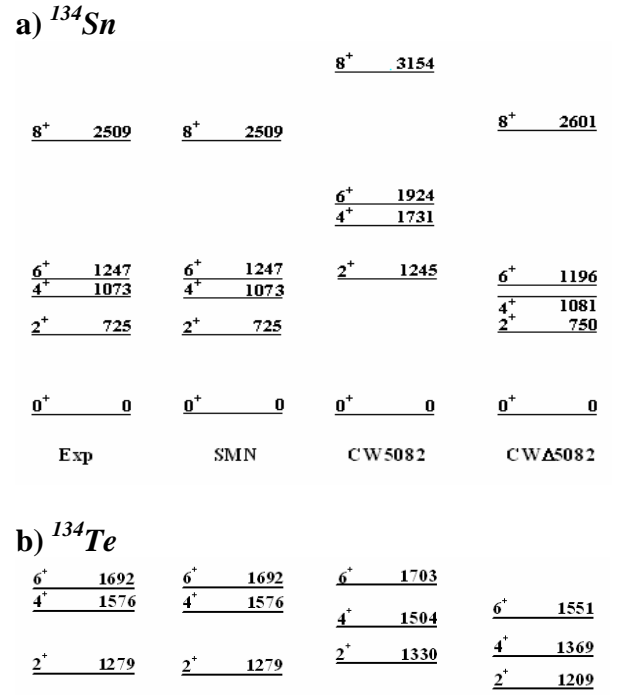 a) ¹³⁴Sn
8⁺ 3154
8⁺ 2509 8⁺ 2509 8⁺ 2601
6⁺ 1924
4⁺ 1731
6⁺ 1247 6⁺ 1247 2⁺ 1245 6⁺ 1196
4⁺ 1073 4⁺ 1073 4⁺ 1081
2⁺ 725 2⁺ 725 2⁺ 750
0⁺ 0 0⁺ 0 0⁺ 0 0⁺ 0
Exp SMN CW5082 CWΔ5082
b) ¹³⁴Te
6⁺ 1692 6⁺ 1692 6⁺ 1703
4⁺ 1576 4⁺ 1576 4⁺ 1504 6⁺ 1551
2⁺ 1279 2⁺ 1279 2⁺ 1330 4⁺ 1369
2⁺ 1209